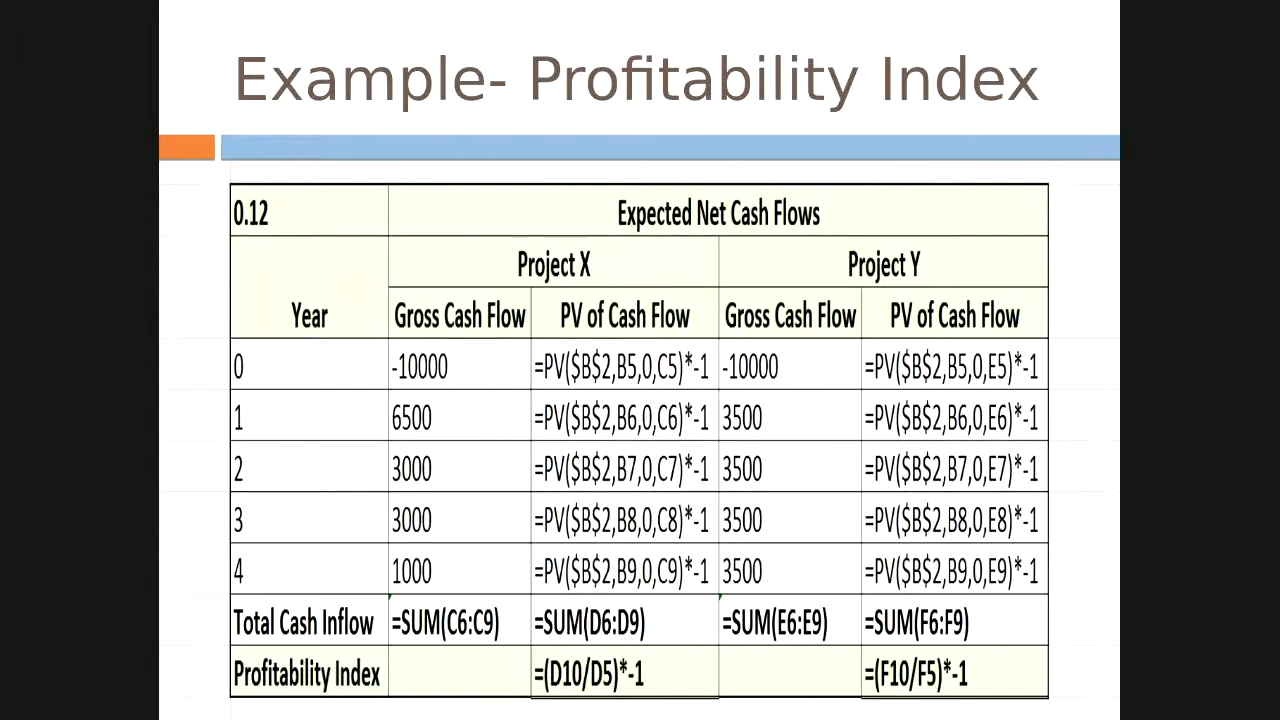 Example- Profitability Index
0.12 Expected Net Cash Flows
Project X Project Y
Year Gross Cash Flow PV of Cash Flow Gross Cash Flow PV of Cash Flow
0 -10000 =PV($B$2,B5,0,C5)*-1 -10000 =PV($B$2,B5,0,E5)*-1
1 6500 =PV($B$2,B6,0,C6)*-1 3500 =PV($B$2,B6,0,E6)*-1
2 3000 =PV($B$2,B7,0,C7)*-1 3500 =PV($B$2,B7,0,E7)*-1
3 3000 =PV($B$2,B8,0,C8)*-1 3500 =PV($B$2,B8,0,E8)*-1
4 1000 =PV($B$2,B9,0,C9)*-1 3500 =PV($B$2,B9,0,E9)*-1
Total Cash Inflow =SUM(C6:C9) =SUM(D6:D9) =SUM(E6:E9) =SUM(F6:F9)
Profitability Index =(D10/D5)*-1 =(F10/F5)*-1